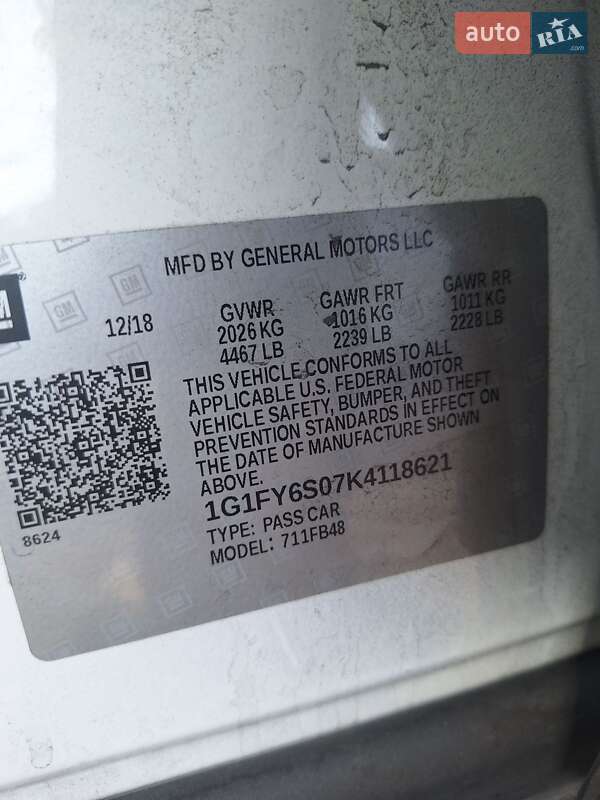 auto RIA.com
MFD BY GENERAL MOTORS LLC
GM
12/18
GVWR GAWR FRT GAWR RR
2026 KG 1016 KG 1011 KG
4467 LB 2239 LB 2228 LB
THIS VEHICLE CONFORMS TO ALL
APPLICABLE U.S. FEDERAL MOTOR
VEHICLE SAFETY, BUMPER, AND THEFT
PREVENTION STANDARDS IN EFFECT ON
THE DATE OF MANUFACTURE SHOWN
ABOVE.
1G1FY6S07K4118621
TYPE: PASS CAR
MODEL: 711FB48
8624